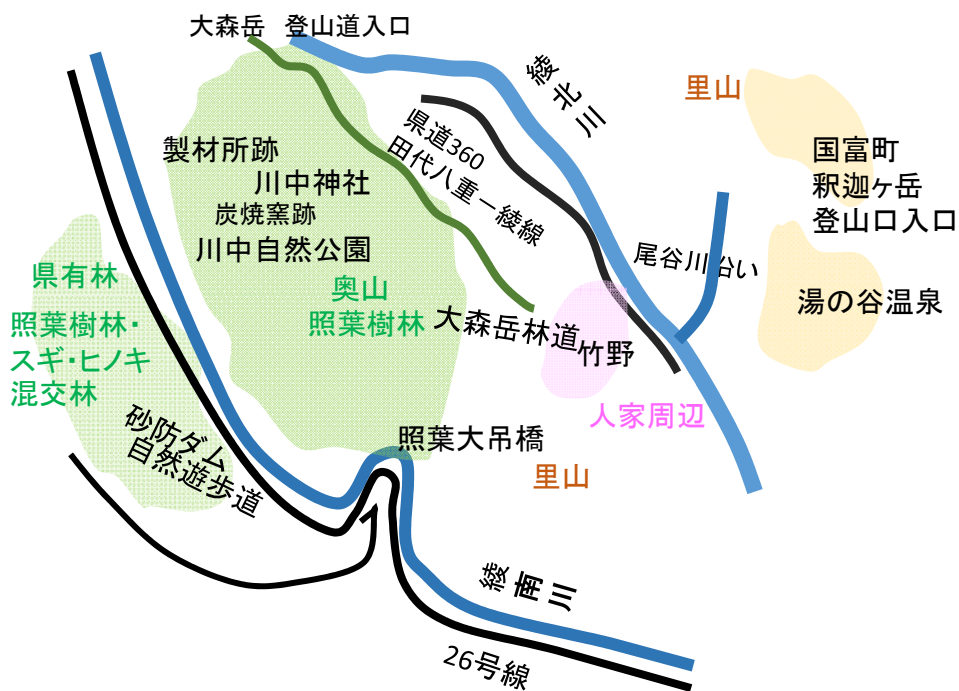 大森岳 登山道入口
綾北川
里山
県道360
田代八重ー綾線
製材所跡
川中神社
炭焼窯跡
川中自然公園
国富町
釈迦ヶ岳
登山口入口
尾谷川沿い
県有林
奥山
照葉樹林
湯の谷温泉
照葉樹林・
スギ・ヒノキ
混交林
大森岳林道
竹野
人家周辺
砂防ダム
自然遊歩道
照葉大吊橋
里山
綾南川
26号線